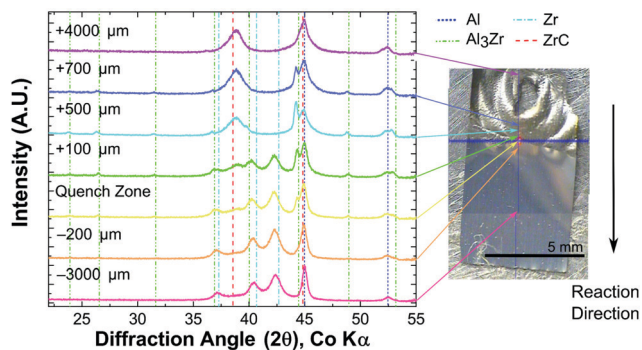 Intensity (A.U.)
+4000 μm
+700 μm
+500 μm
+100 μm
Quench Zone
−200 μm
−3000 μm
25 30 35 40 45 50 55
Diffraction Angle (2θ), Co Kα
Al Zr
Al₃Zr ZrC
5 mm
Reaction
Direction